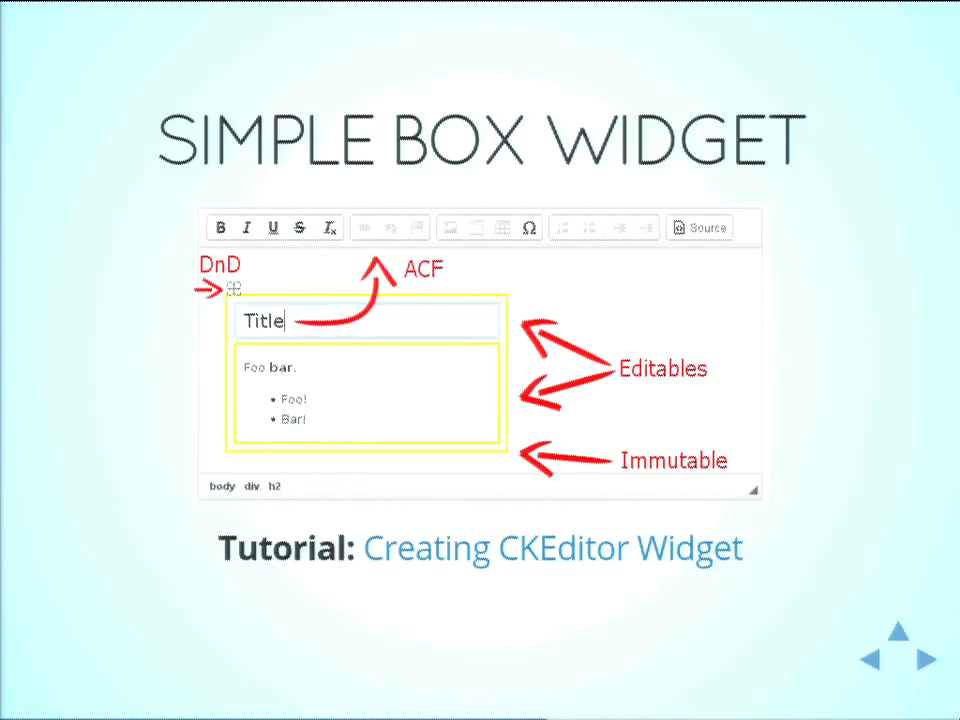 SIMPLE BOX WIDGET
B I U S Ix Ω Source
DnD
ACF
Title
Editables
Foo bar.
• Foo!
• Bar!
Immutable
body div h2
Tutorial: Creating CKEditor Widget